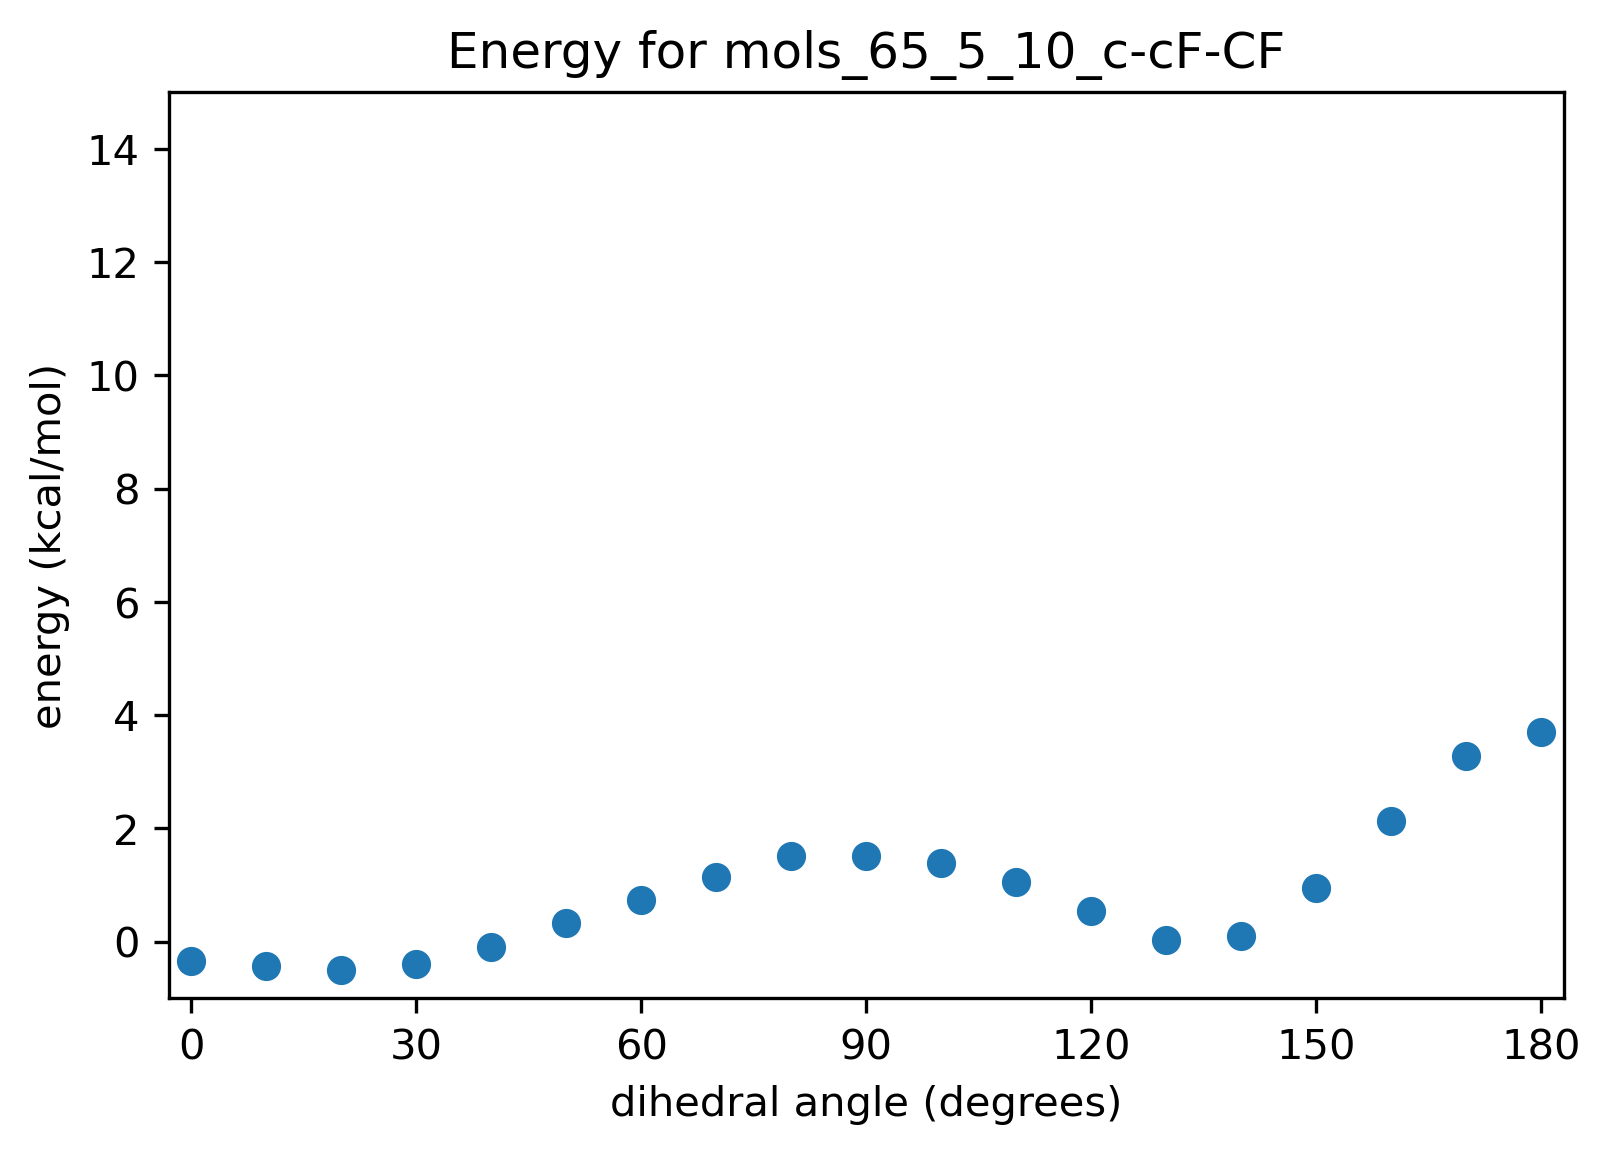 Energy for mols_65_5_10_c-cF-CF
14
12
10
8
6
4
2
0
energy (kcal/mol)
0 30 60 90 120 150 180
dihedral angle (degrees)